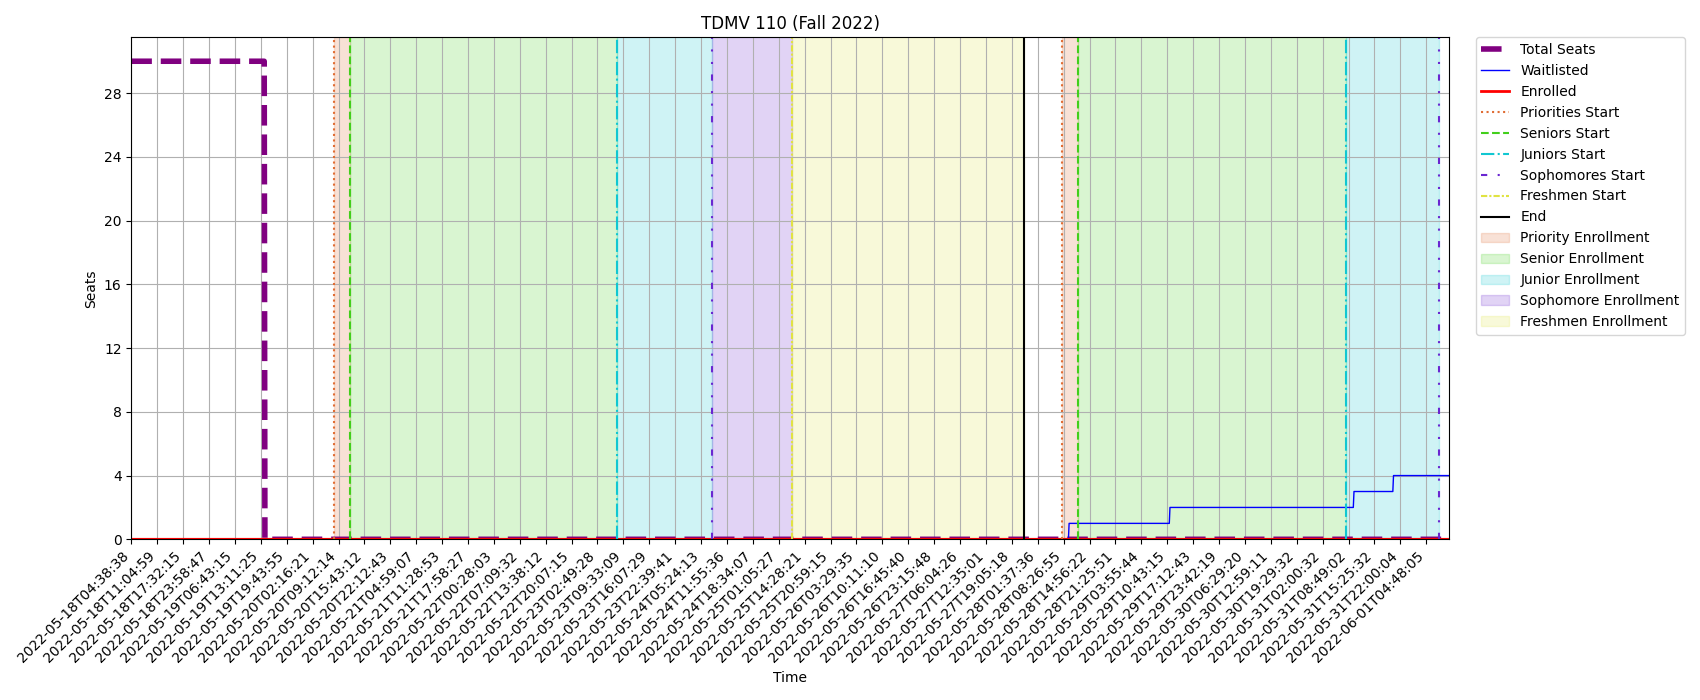 TDMV 110 (Fall 2022)
Seats
28
24
20
16
12
8
4
0
2022-05-18T04:38:38
2022-05-18T11:04:59
2022-05-18T17:32:15
2022-05-18T23:58:47
2022-05-19T06:43:15
2022-05-19T13:11:25
2022-05-19T19:43:55
2022-05-20T02:16:21
2022-05-20T09:12:14
2022-05-20T15:43:12
2022-05-20T22:12:43
2022-05-21T04:59:07
2022-05-21T11:28:53
2022-05-21T17:58:27
2022-05-22T00:28:03
2022-05-22T07:09:32
2022-05-22T13:38:12
2022-05-22T20:07:15
2022-05-23T02:49:28
2022-05-23T09:33:09
2022-05-23T16:07:29
2022-05-23T22:39:41
2022-05-24T05:24:13
2022-05-24T11:55:36
2022-05-24T18:34:07
2022-05-25T01:05:27
2022-05-25T14:28:21
2022-05-25T20:59:15
2022-05-26T03:29:35
2022-05-26T10:11:10
2022-05-26T16:45:40
2022-05-26T23:15:48
2022-05-27T06:04:26
2022-05-27T12:35:01
2022-05-27T19:05:18
2022-05-28T01:37:36
2022-05-28T08:26:55
2022-05-28T14:56:22
2022-05-28T21:25:51
2022-05-29T03:55:44
2022-05-29T10:43:15
2022-05-29T17:12:43
2022-05-29T23:42:19
2022-05-30T06:29:20
2022-05-30T12:59:11
2022-05-30T19:29:32
2022-05-31T02:00:32
2022-05-31T08:49:02
2022-05-31T15:25:32
2022-05-31T22:00:04
2022-06-01T04:48:05
Time
Total Seats
Waitlisted
Enrolled
Priorities Start
Seniors Start
Juniors Start
Sophomores Start
Freshmen Start
End
Priority Enrollment
Senior Enrollment
Junior Enrollment
Sophomore Enrollment
Freshmen Enrollment